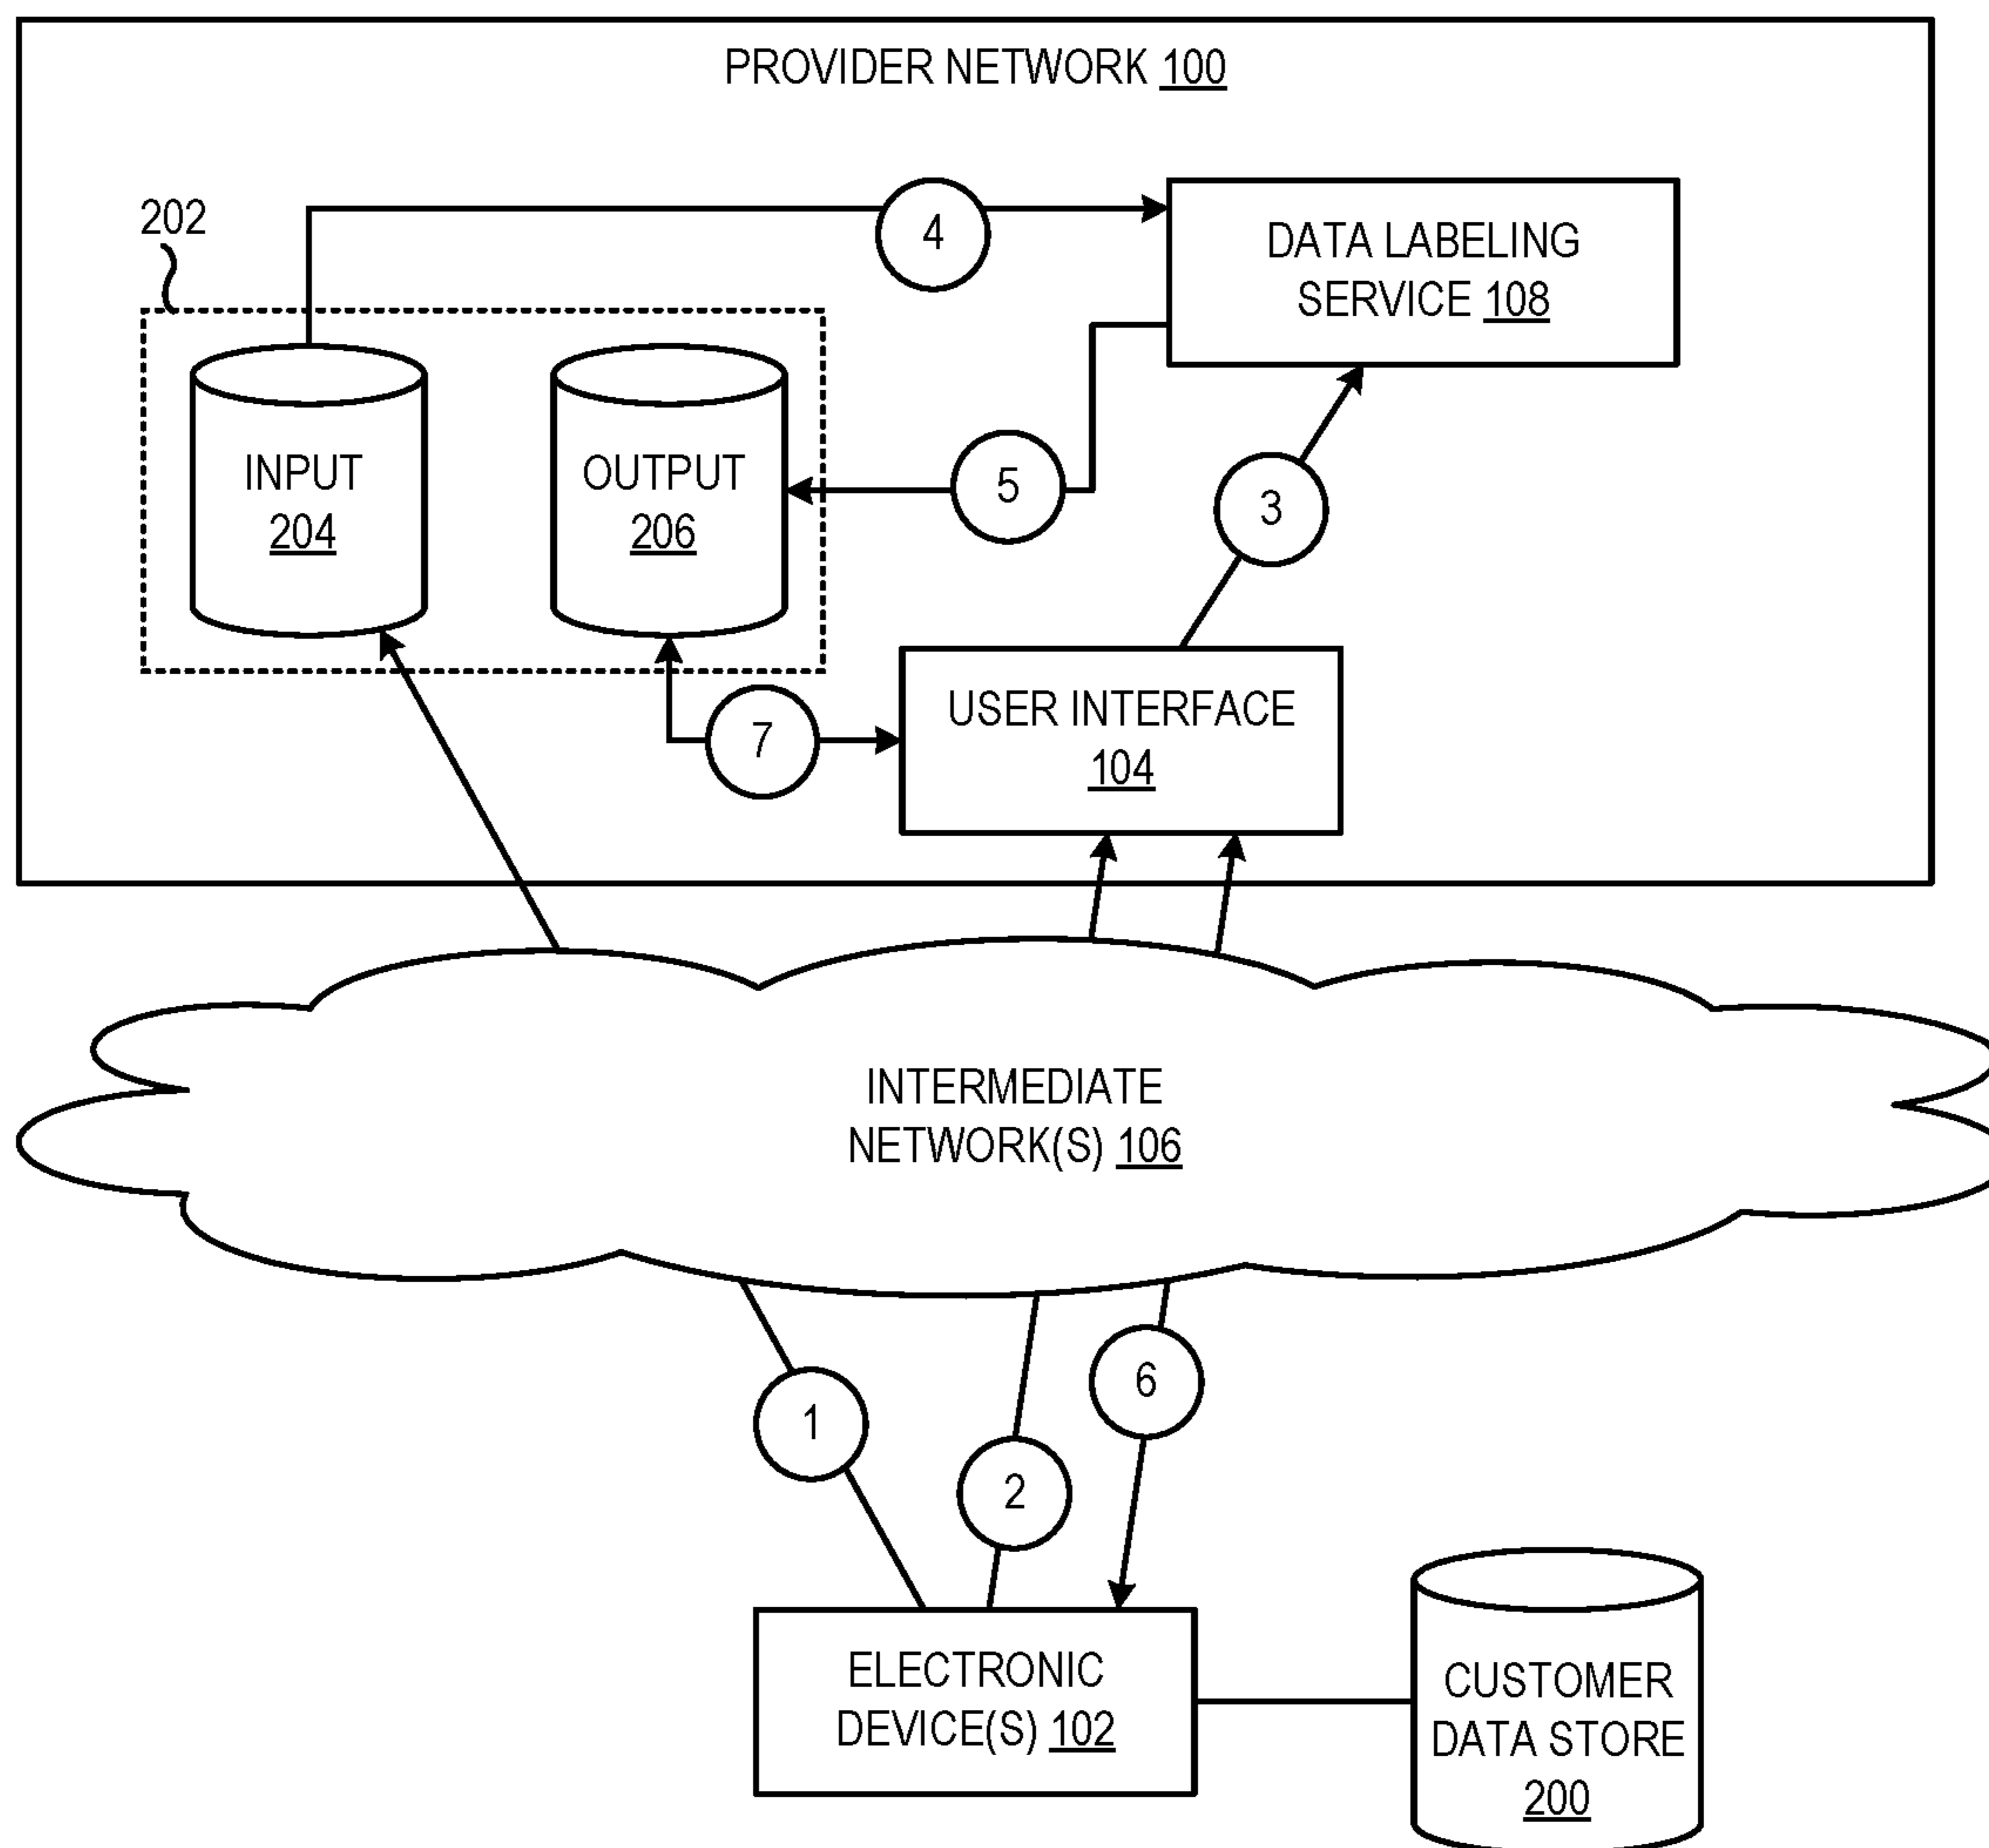 PROVIDER NETWORK 100
202
4
DATA LABELING
SERVICE 108
INPUT
204
OUTPUT
206
5
3
7
USER INTERFACE
104
INTERMEDIATE
NETWORK(S) 106
1
2
6
ELECTRONIC
DEVICE(S) 102
CUSTOMER
DATA STORE
200